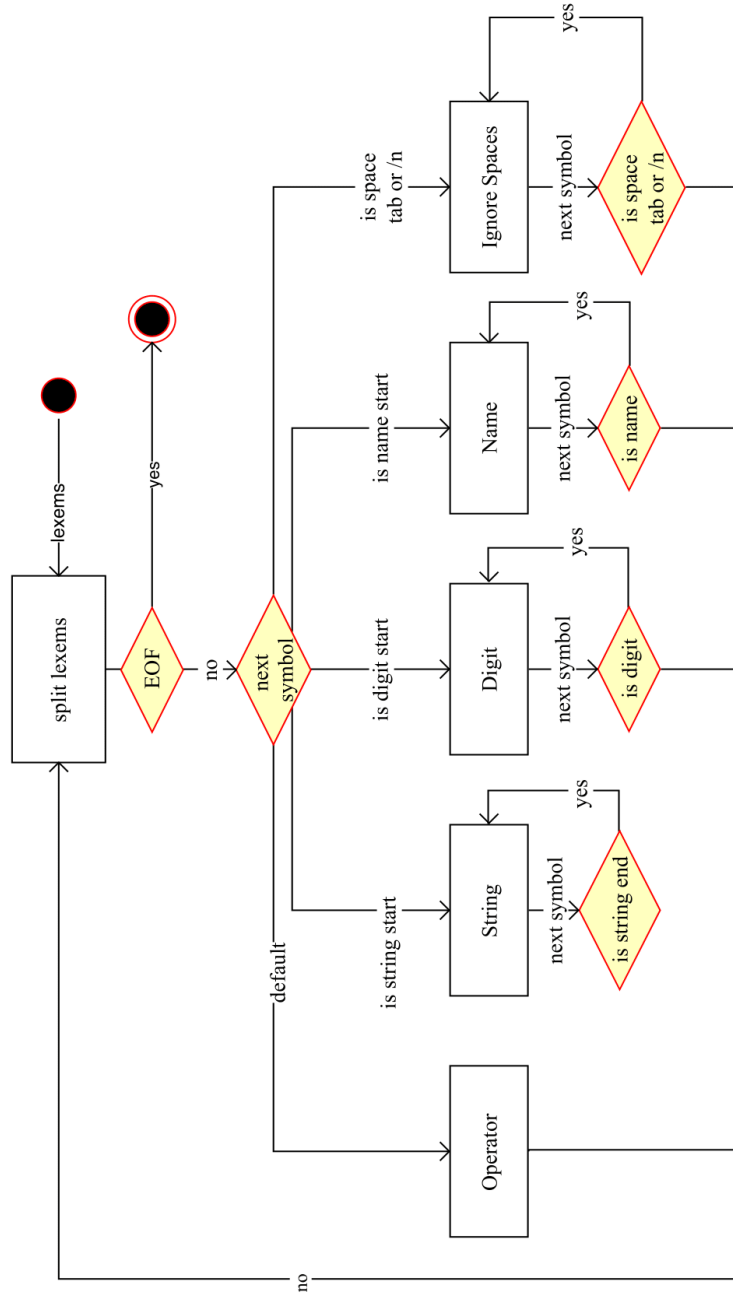 lexems
split lexems
EOF
yes
no
next
symbol
default
is string start
is digit start
is name start
is space
tab or /n
Operator
String
Digit
Name
Ignore Spaces
next symbol
next symbol
next symbol
next symbol
is string end
is digit
is name
is space
tab or /n
yes
yes
yes
yes
no